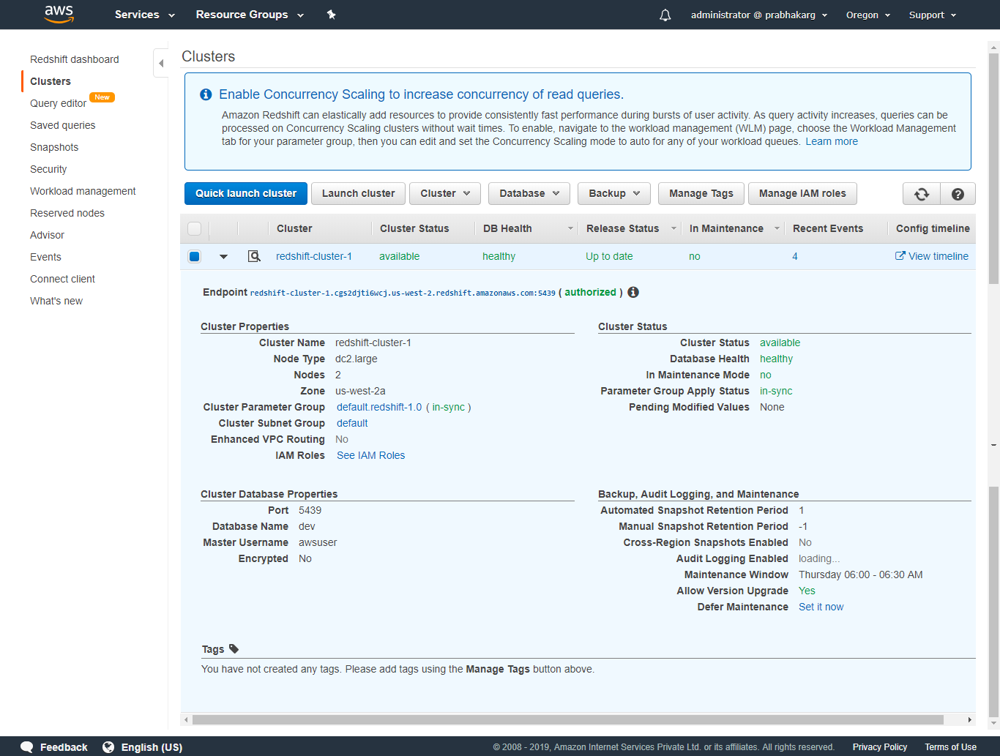 aws Services Resource Groups administrator @ prabhakarg Oregon Support
Redshift dashboard
Clusters
Query editor New
Saved queries
Snapshots
Security
Workload management
Reserved nodes
Advisor
Events
Connect client
What's new
Clusters
Enable Concurrency Scaling to increase concurrency of read queries.
Amazon Redshift can elastically add resources to provide consistently fast performance during bursts of user activity. As query activity increases, queries can be
processed on Concurrency Scaling clusters without wait times. To enable, navigate to the workload management (WLM) page, choose the Workload Management
tab for your parameter group, then you can edit and set the Concurrency Scaling mode to auto for any of your workload queues. Learn more
Quick launch cluster Launch cluster Cluster Database Backup Manage Tags Manage IAM roles
Cluster Cluster Status DB Health Release Status In Maintenance Recent Events Config timeline
redshift-cluster-1 available healthy Up to date no 4 View timeline
Endpoint redshift-cluster-1.cgs2djti6wcj.us-west-2.redshift.amazonaws.com:5439 ( authorized )
Cluster Properties
Cluster Name redshift-cluster-1
Node Type dc2.large
Nodes 2
Zone us-west-2a
Cluster Parameter Group default.redshift-1.0 ( in-sync )
Cluster Subnet Group default
Enhanced VPC Routing No
IAM Roles See IAM Roles
Cluster Status
Cluster Status available
Database Health healthy
In Maintenance Mode no
Parameter Group Apply Status in-sync
Pending Modified Values None
Cluster Database Properties
Port 5439
Database Name dev
Master Username awsuser
Encrypted No
Backup, Audit Logging, and Maintenance
Automated Snapshot Retention Period 1
Manual Snapshot Retention Period -1
Cross-Region Snapshots Enabled No
Audit Logging Enabled loading...
Maintenance Window Thursday 06:00 - 06:30 AM
Allow Version Upgrade Yes
Defer Maintenance Set it now
Tags
You have not created any tags. Please add tags using the Manage Tags button above.
Feedback English (US) © 2008 - 2019, Amazon Internet Services Private Ltd. or its affiliates. All rights reserved. Privacy Policy Terms of Use